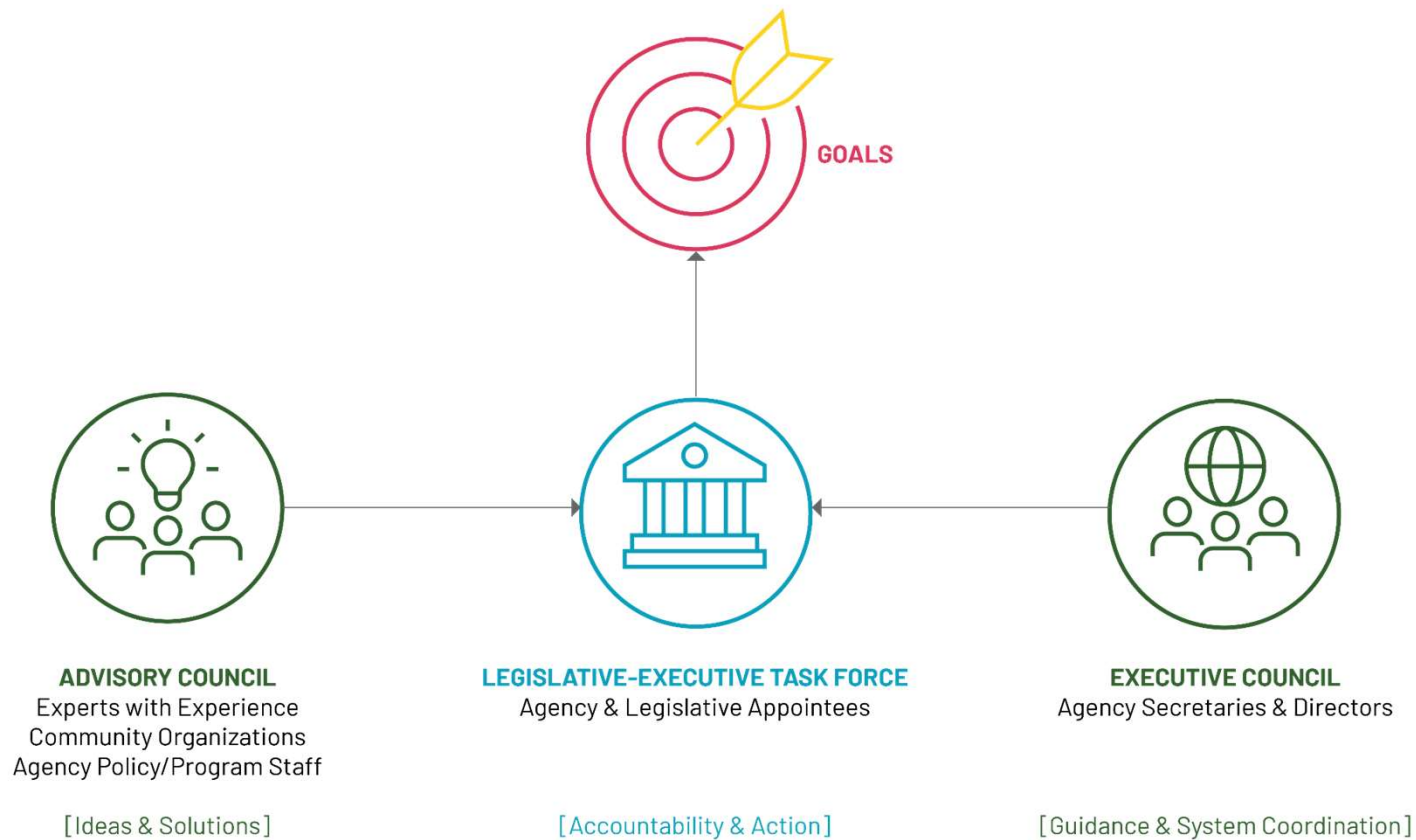 GOALS
ADVISORY COUNCIL
Experts with Experience
Community Organizations
Agency Policy/Program Staff
[Ideas & Solutions]
LEGISLATIVE-EXECUTIVE TASK FORCE
Agency & Legislative Appointees
[Accountability & Action]
EXECUTIVE COUNCIL
Agency Secretaries & Directors
[Guidance & System Coordination]